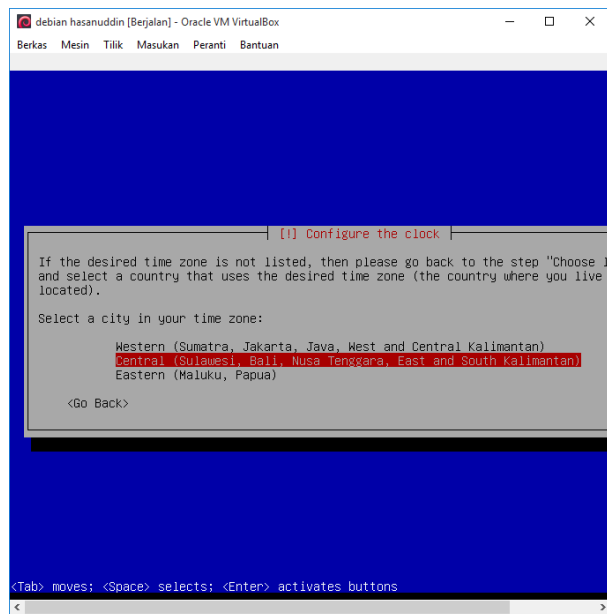 debian hasanuddin [Berjalan] - Oracle VM VirtualBox
Berkas Mesin Tilik Masukan Peranti Bantuan
[!] Configure the clock
If the desired time zone is not listed, then please go back to the step "Choose
and select a country that uses the desired time zone (the country where you live
located).
Select a city in your time zone:
Western (Sumatra, Jakarta, Java, West and Central Kalimantan)
Central (Sulawesi, Bali, Nusa Tenggara, East and South Kalimantan)
Eastern (Maluku, Papua)
<Go Back>
<Tab> moves; <Space> selects; <Enter> activates buttons